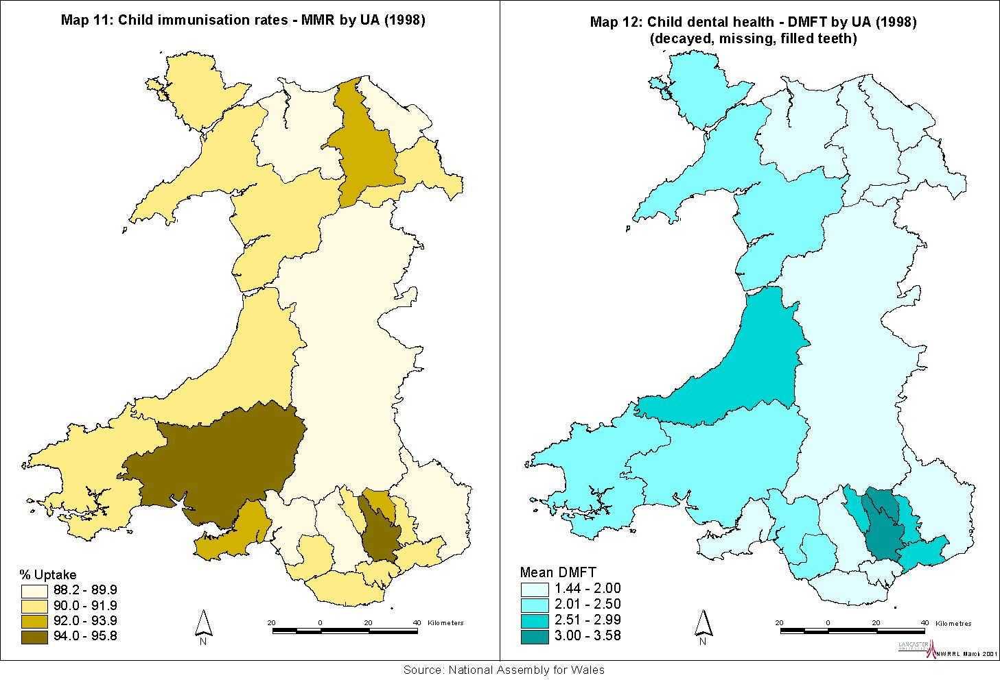 Map 11: Child immunisation rates - MMR by UA (1998)
% Uptake
88.2 - 89.9
90.0 - 91.9
92.0 - 93.9
94.0 - 95.8
N
20 0 20 40 Kilometers
Map 12: Child dental health - DMFT by UA (1998)
(decayed, missing, filled teeth)
Mean DMFT
1.44 - 2.00
2.01 - 2.50
2.51 - 2.99
3.00 - 3.58
N
20 0 20 40 Kilometres
LANCASTER
UNIVERSITY
NWRRL March 2001
Source: National Assembly for Wales